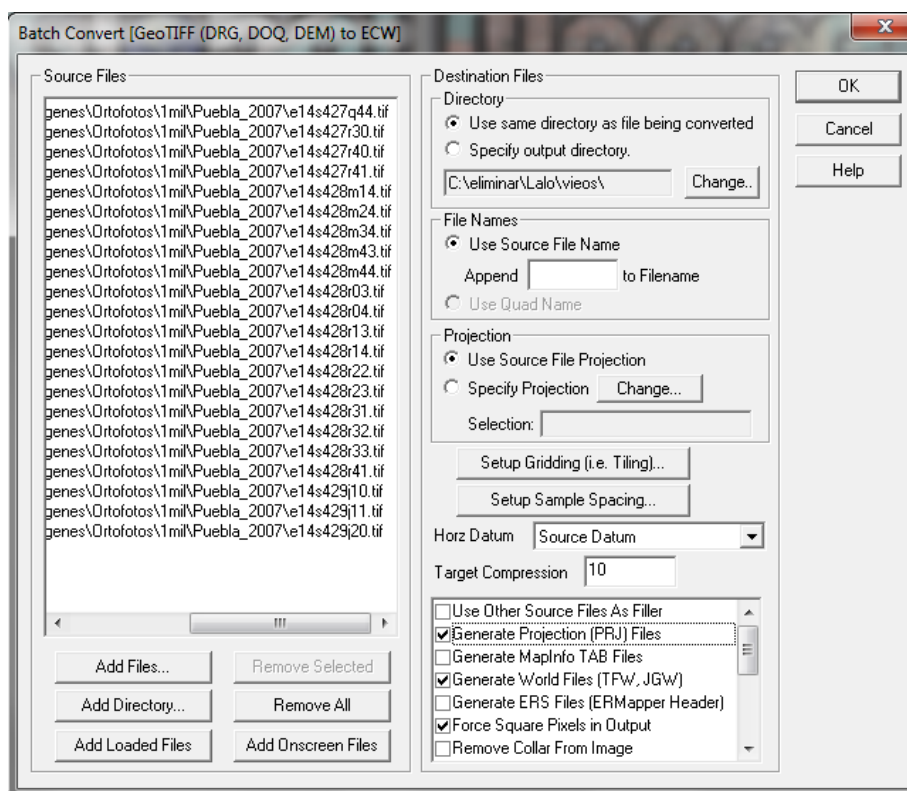 Batch Convert [GeoTIFF (DRG, DOQ, DEM) to ECW]
Source Files
genes\Ortofotos\1mil\Puebla_2007\e14s427q44.tif
genes\Ortofotos\1mil\Puebla_2007\e14s427r30.tif
genes\Ortofotos\1mil\Puebla_2007\e14s427r40.tif
genes\Ortofotos\1mil\Puebla_2007\e14s427r41.tif
genes\Ortofotos\1mil\Puebla_2007\e14s428m14.tif
genes\Ortofotos\1mil\Puebla_2007\e14s428m24.tif
genes\Ortofotos\1mil\Puebla_2007\e14s428m34.tif
genes\Ortofotos\1mil\Puebla_2007\e14s428m43.tif
genes\Ortofotos\1mil\Puebla_2007\e14s428m44.tif
genes\Ortofotos\1mil\Puebla_2007\e14s428r03.tif
genes\Ortofotos\1mil\Puebla_2007\e14s428r04.tif
genes\Ortofotos\1mil\Puebla_2007\e14s428r13.tif
genes\Ortofotos\1mil\Puebla_2007\e14s428r14.tif
genes\Ortofotos\1mil\Puebla_2007\e14s428r22.tif
genes\Ortofotos\1mil\Puebla_2007\e14s428r23.tif
genes\Ortofotos\1mil\Puebla_2007\e14s428r31.tif
genes\Ortofotos\1mil\Puebla_2007\e14s428r32.tif
genes\Ortofotos\1mil\Puebla_2007\e14s428r33.tif
genes\Ortofotos\1mil\Puebla_2007\e14s428r41.tif
genes\Ortofotos\1mil\Puebla_2007\e14s429j10.tif
genes\Ortofotos\1mil\Puebla_2007\e14s429j11.tif
genes\Ortofotos\1mil\Puebla_2007\e14s429j20.tif
Add Files...
Remove Selected
Add Directory...
Remove All
Add Loaded Files
Add Onscreen Files
Destination Files
Directory
Use same directory as file being converted
Specify output directory.
C:\eliminar\Lalo\vieos\
Change..
File Names
Use Source File Name
Append to Filename
Use Quad Name
Projection
Use Source File Projection
Specify Projection
Change...
Selection:
Setup Gridding (i.e. Tiling)...
Setup Sample Spacing...
Horz Datum
Source Datum
Target Compression
10
Use Other Source Files As Filler
Generate Projection (PRJ) Files
Generate MapInfo TAB Files
Generate World Files (TFW, JGW)
Generate ERS Files (ERMapper Header)
Force Square Pixels in Output
Remove Collar From Image
OK
Cancel
Help